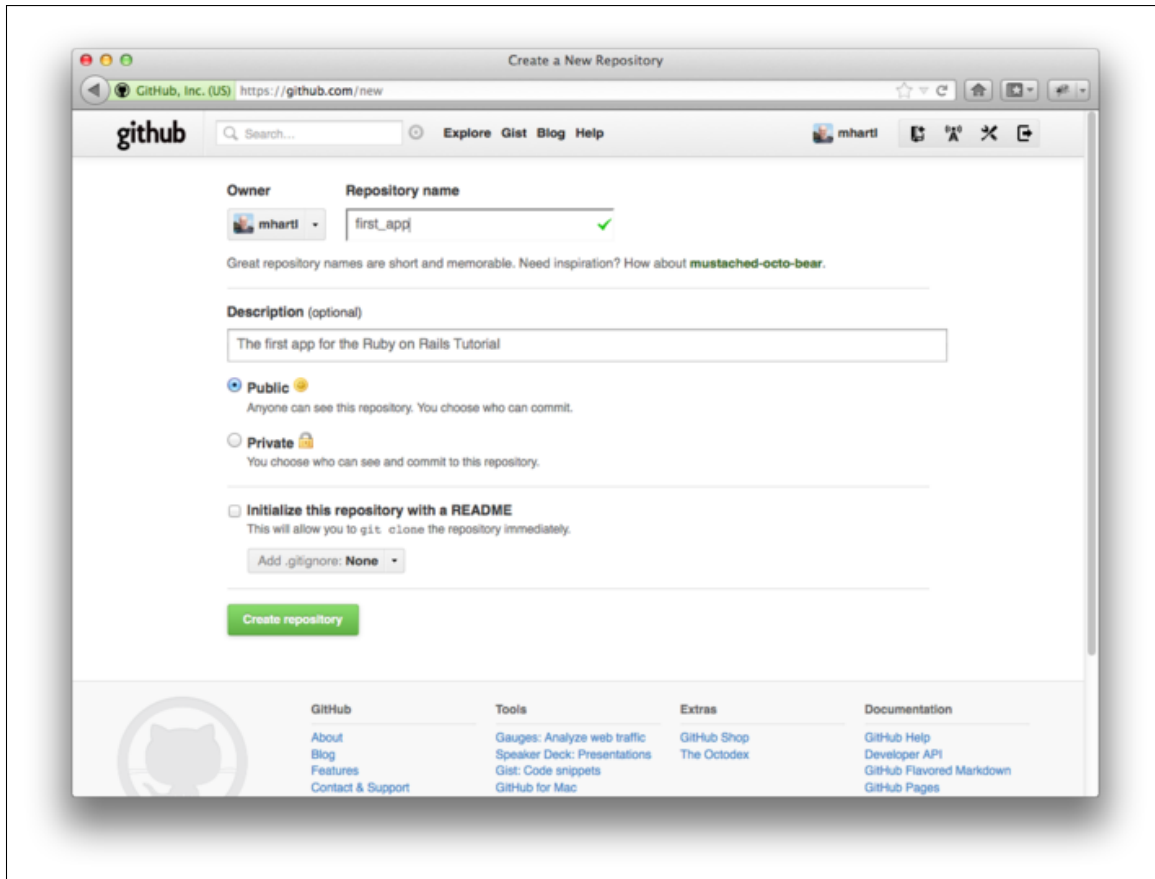 Create a New Repository
GitHub, Inc. (US) https://github.com/new
github Search... Explore Gist Blog Help mhartl
Owner Repository name
mhartl first_app
Great repository names are short and memorable. Need inspiration? How about mustached-octo-bear.
Description (optional)
The first app for the Ruby on Rails Tutorial
Public
Anyone can see this repository. You choose who can commit.
Private
You choose who can see and commit to this repository.
Initialize this repository with a README
This will allow you to git clone the repository immediately.
Add .gitignore: None
Create repository
GitHub Tools Extras Documentation
About Gauges: Analyze web traffic GitHub Shop GitHub Help
Blog Speaker Deck: Presentations The Octodex Developer API
Features Gist: Code snippets GitHub Flavored Markdown
Contact & Support GitHub for Mac GitHub Pages